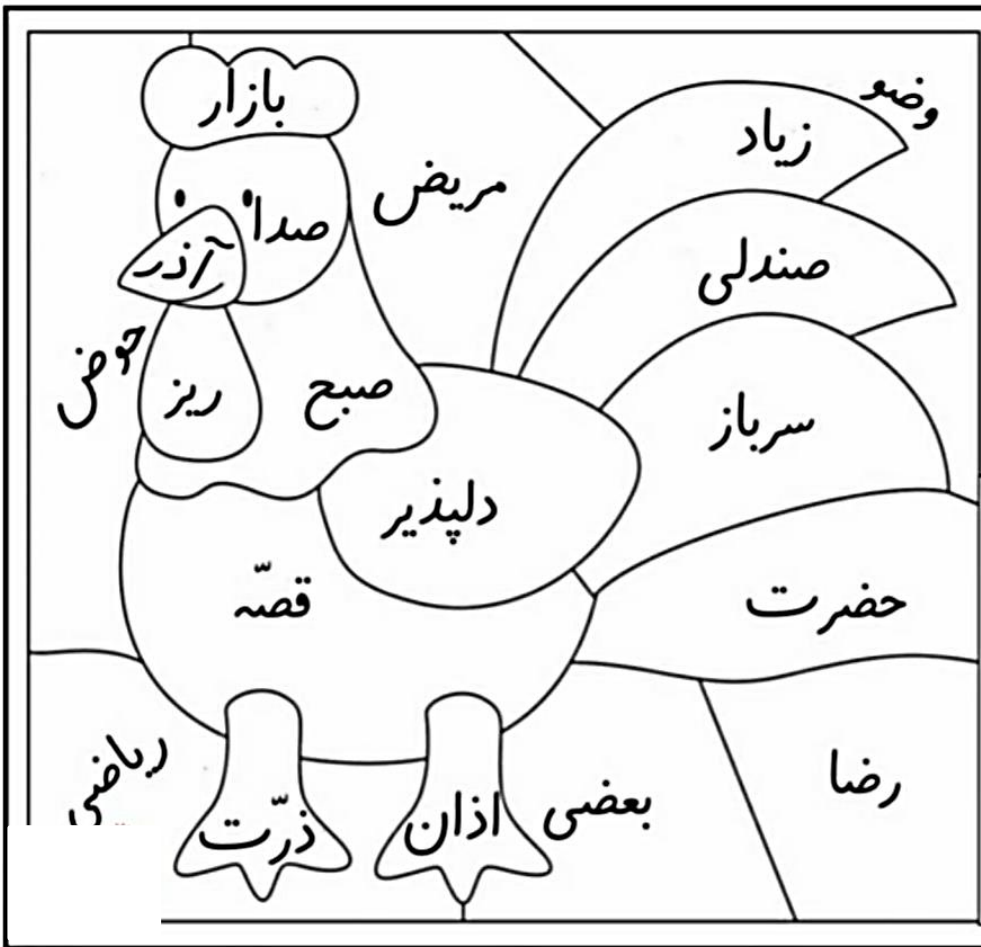 بازار
وضو
زیاد
مریض
صدا
آذر
صندلی
حوض
ریز
صبح
سرباز
دلپذیر
قصّه
حضرت
ریاضی
رضا
ذرّت
اذان
بعضی